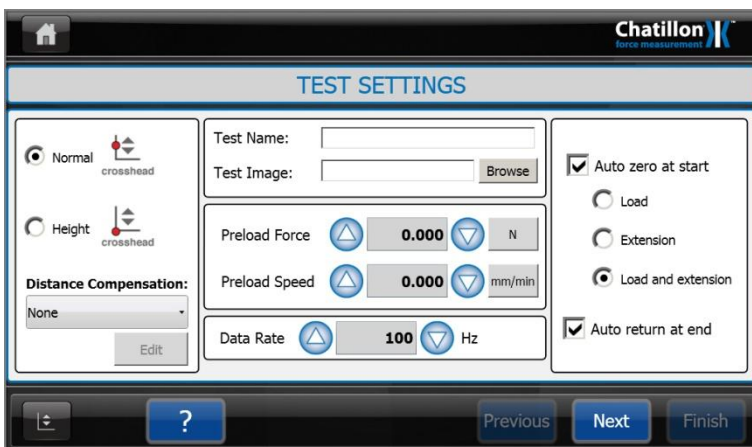 Chatillon™
force measurement
TEST SETTINGS
Normal
crosshead
Height
crosshead
Distance Compensation:
None
Edit
Test Name:
Test Image:
Browse
Preload Force
0.000
N
Preload Speed
0.000
mm/min
Data Rate
100
Hz
Auto zero at start
Load
Extension
Load and extension
Auto return at end
?
Previous
Next
Finish